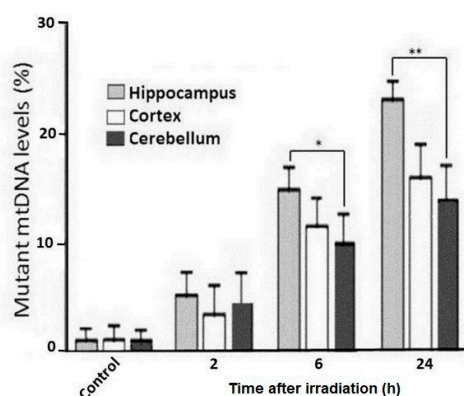 Mutant mtDNA levels (%)
30
20
10
0
Hippocampus
Cortex
Cerebellum
*
**
Control
2
6
24
Time after irradiation (h)